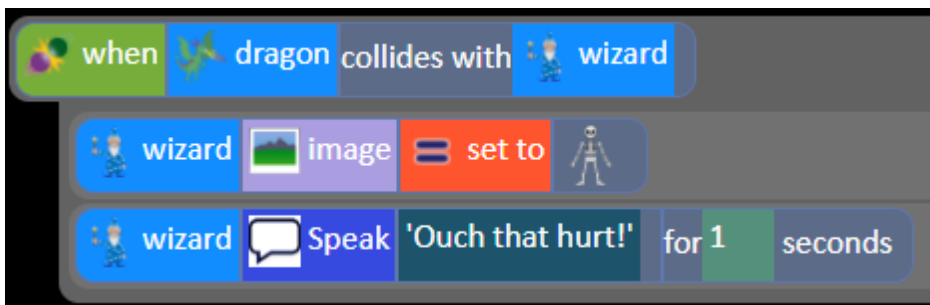 when dragon collides with wizard
wizard image = set to
wizard Speak 'Ouch that hurt!' for 1 seconds